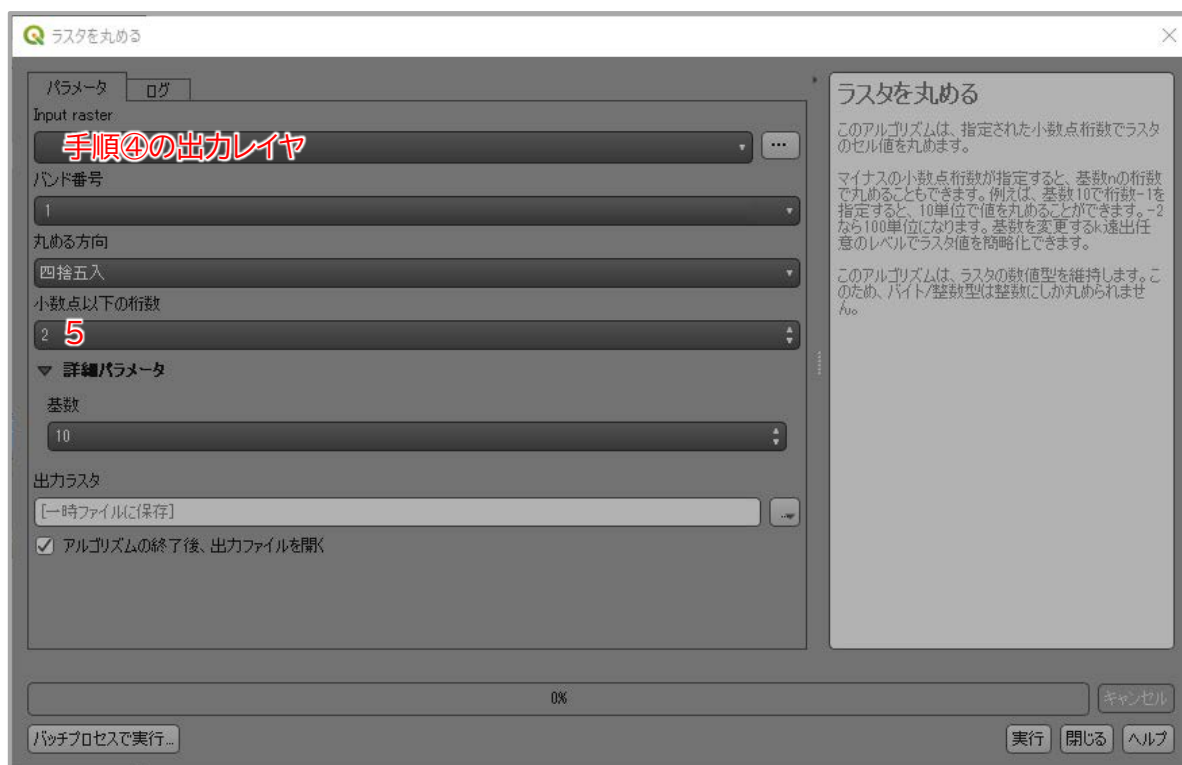 ラスタを丸める
パラメータ
ログ
Input raster
手順④の出力レイヤ
...
バンド番号
1
丸める方向
四捨五入
小数点以下の桁数
2 5
詳細パラメータ
基数
10
出力ラスタ
[一時ファイルに保存]
...
アルゴリズムの終了後、出力ファイルを開く
ラスタを丸める
このアルゴリズムは、指定された小数点桁数でラスタ
のセル値を丸めます。
マイナスの小数点桁数が指定すると、基数nの桁数
で丸めることもできます。例えば、基数10で桁数-1を
指定すると、10単位で値を丸めることができます。-2
なら100単位になります。基数を変更するk遠出任
意のレベルでラスタ値を簡略化できます。
このアルゴリズムは、ラスタの数値型を維持します。こ
のため、バイト/整数型は整数にしか丸められませ
ん。
0%
キャンセル
バッチプロセスで実行...
実行
閉じる
ヘルプ